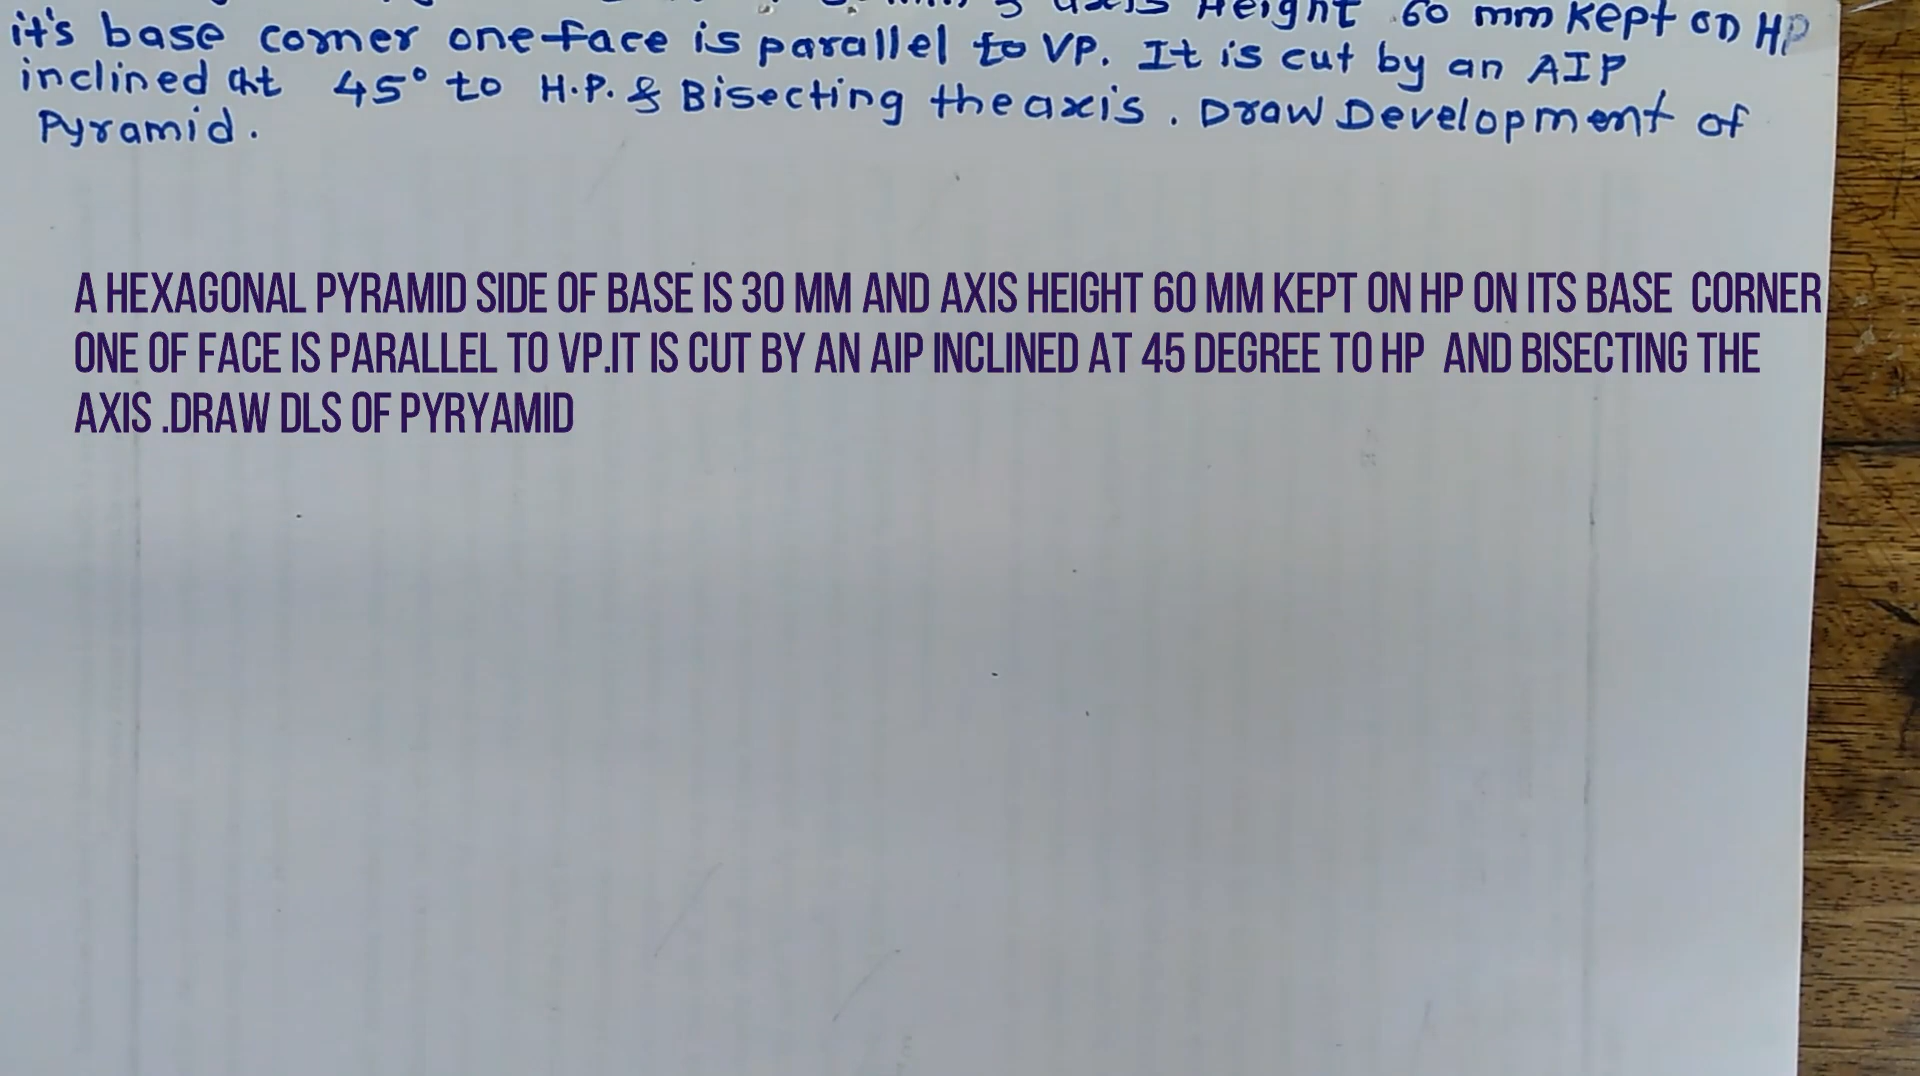 axis Height 60 mm kept on HP
it's base corner one face is parallel to VP. It is cut by an AIP
inclined at 45° to H.P. & Bisecting the axis. Draw Development of
Pyramid.
A HEXAGONAL PYRAMID SIDE OF BASE IS 30 MM AND AXIS HEIGHT 60 MM KEPT ON HP ON ITS BASE CORNER
ONE OF FACE IS PARALLEL TO VP.IT IS CUT BY AN AIP INCLINED AT 45 DEGREE TO HP AND BISECTING THE
AXIS .DRAW DLS OF PYRYAMID